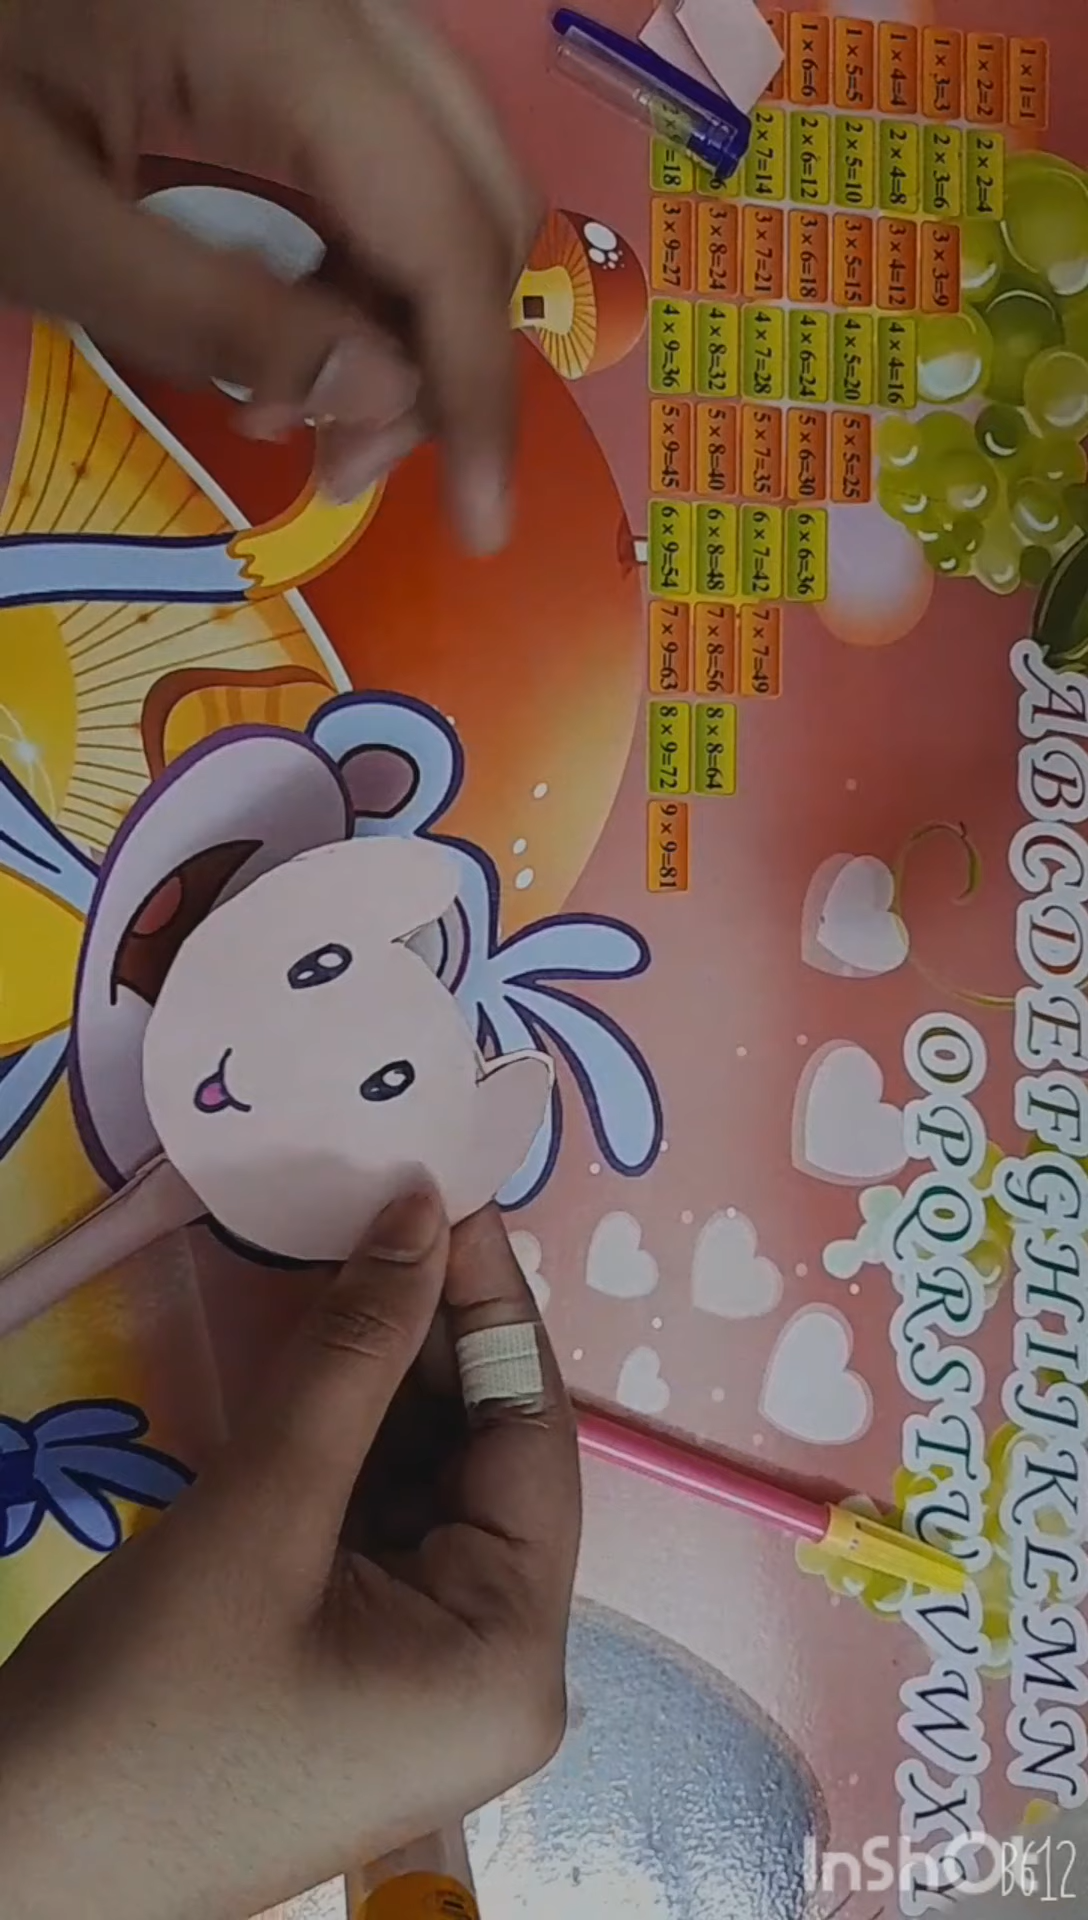 1×1=1
1×2=2 2×2=4
1×3=3 2×3=6 3×3=9
1×4=4 2×4=8 3×4=12 4×4=16
1×5=5 2×5=10 3×5=15 4×5=20 5×5=25
1×6=6 2×6=12 3×6=18 4×6=24 5×6=30 6×6=36
2×7=14 3×7=21 4×7=28 5×7=35 6×7=42 7×7=49
3×8=24 4×8=32 5×8=40 6×8=48 7×8=56 8×8=64
=18 3×9=27 4×9=36 5×9=45 6×9=54 7×9=63 8×9=72 9×9=81
ABCDEFGHIJKLMN
OPQRSTUVWXY
InShOt
B612